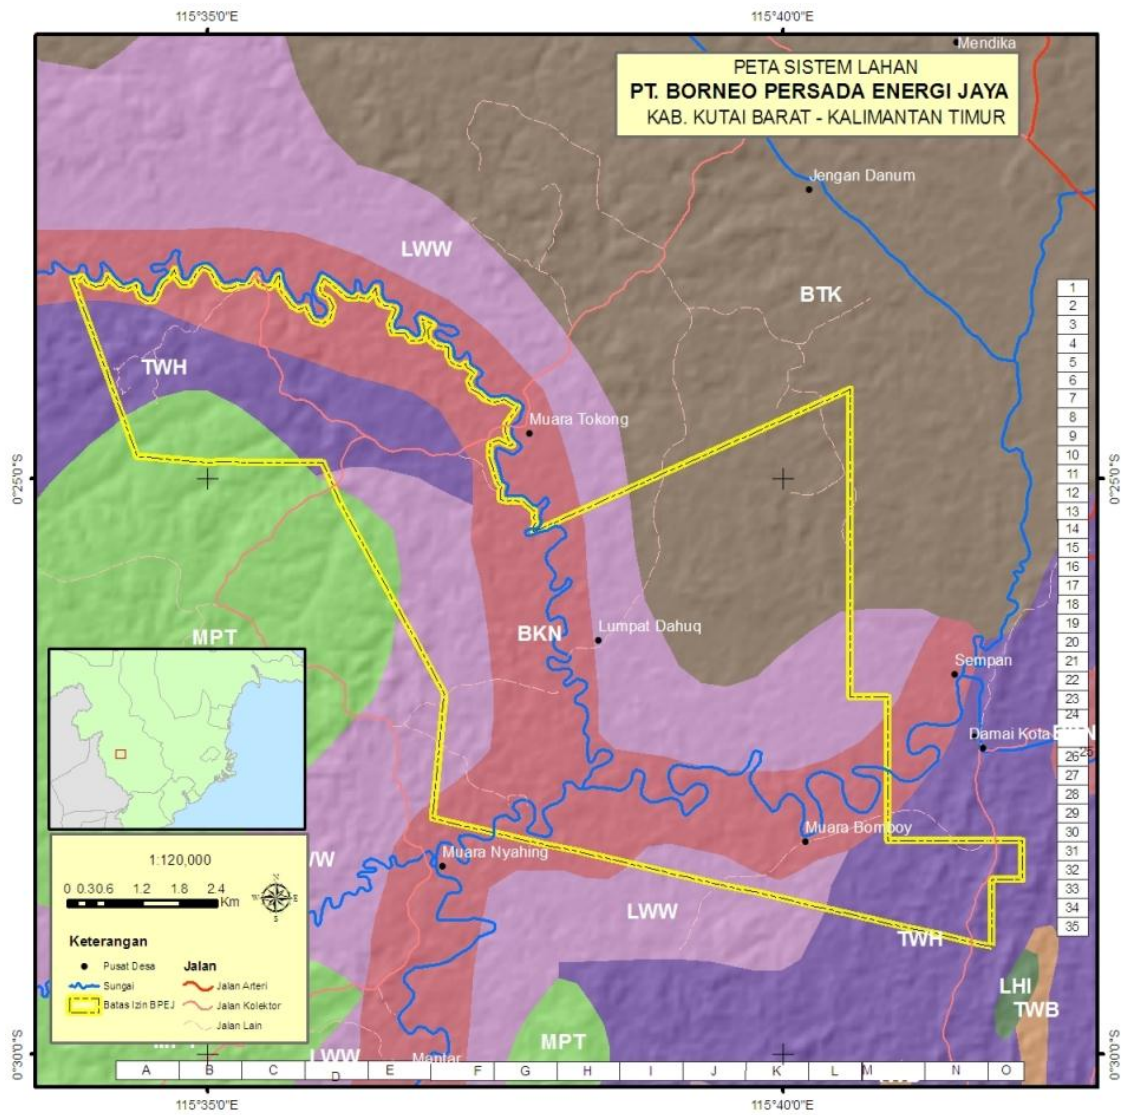 115°35'0"E
115°40'0"E
Mendika
PETA SISTEM LAHAN
PT. BORNEO PERSADA ENERGI JAYA
KAB. KUTAI BARAT - KALIMANTAN TIMUR
Jengan Danum
LWW
BTK
TWH
Muara Tokong
0°25'0"S
0°25'0"S
1
2
3
4
5
6
7
8
9
10
11
12
13
14
15
16
17
18
19
20
21
22
23
24
25
26
27
28
29
30
31
32
33
34
35
BKN
Lumpat Dahuq
MPT
Sempan
Damai Kota
Muara Bomboy
Muara Nyahing
LWW
TWH
LHI
TWB
MPT
LWW
Mantar
1:120,000
0 0.30.6 1.2 1.8 2.4
Km
N
W E
S
Keterangan
Pusat Desa
Sungai
Batas Izin BPEJ
Jalan
Jalan Arteri
Jalan Kolektor
Jalan Lain
0°30'0"S
0°30'0"S
A B C D E F G H I J K L M N O
115°35'0"E
115°40'0"E